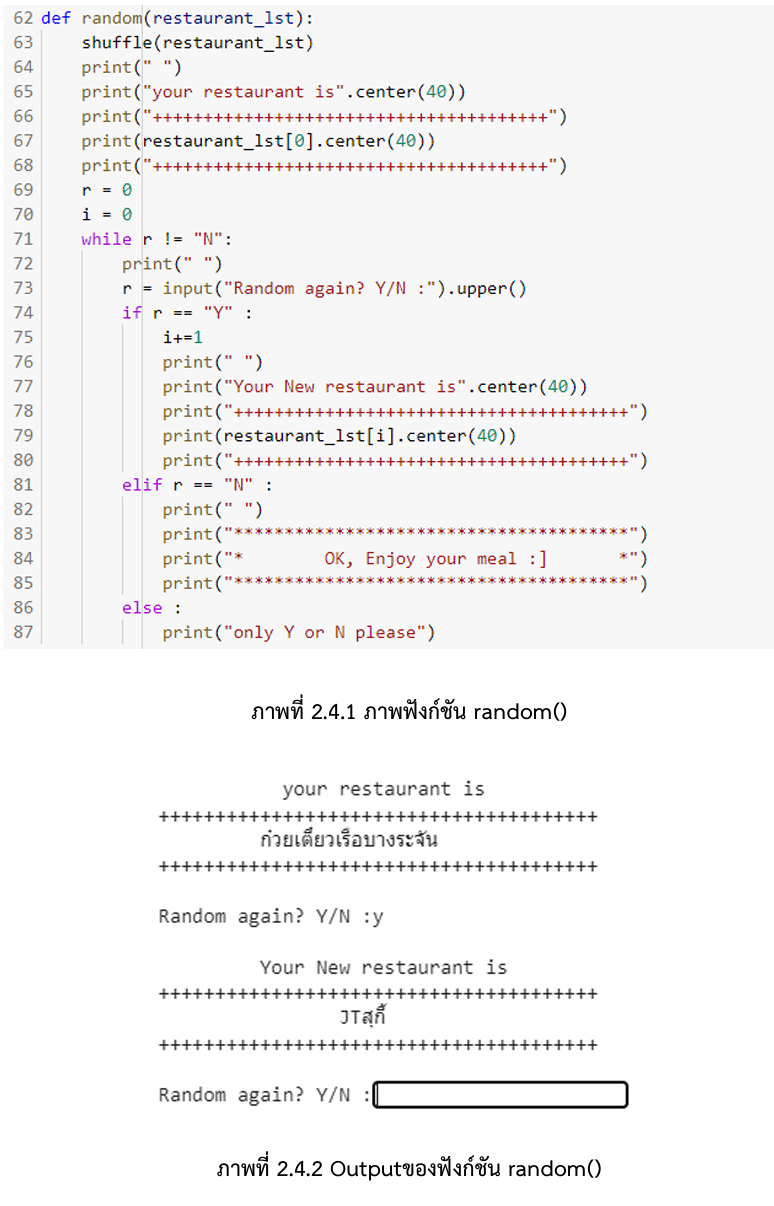 62 def random(restaurant_lst):
63     shuffle(restaurant_lst)
64     print(" ")
65     print("your restaurant is".center(40))
66     print("+++++++++++++++++++++++++++++++++++++++")
67     print(restaurant_lst[0].center(40))
68     print("+++++++++++++++++++++++++++++++++++++++")
69     r = 0
70     i = 0
71     while r != "N":
72         print(" ")
73         r = input("Random again? Y/N :").upper()
74         if r == "Y" :
75             i+=1
76             print(" ")
77             print("Your New restaurant is".center(40))
78             print("+++++++++++++++++++++++++++++++++++++++")
79             print(restaurant_lst[i].center(40))
80             print("+++++++++++++++++++++++++++++++++++++++")
81         elif r == "N" :
82             print(" ")
83             print("***************************************")
84             print("*        OK, Enjoy your meal :]       *")
85             print("***************************************")
86         else :
87             print("only Y or N please")
ภาพที่ 2.4.1 ภาพฟังก์ชัน random()
your restaurant is
+++++++++++++++++++++++++++++++++++++++
ก๋วยเตี๋ยวเรือบางระจัน
+++++++++++++++++++++++++++++++++++++++
Random again? Y/N :y
Your New restaurant is
+++++++++++++++++++++++++++++++++++++++
JTสุกี้
+++++++++++++++++++++++++++++++++++++++
Random again? Y/N :
ภาพที่ 2.4.2 Outputของฟังก์ชัน random()